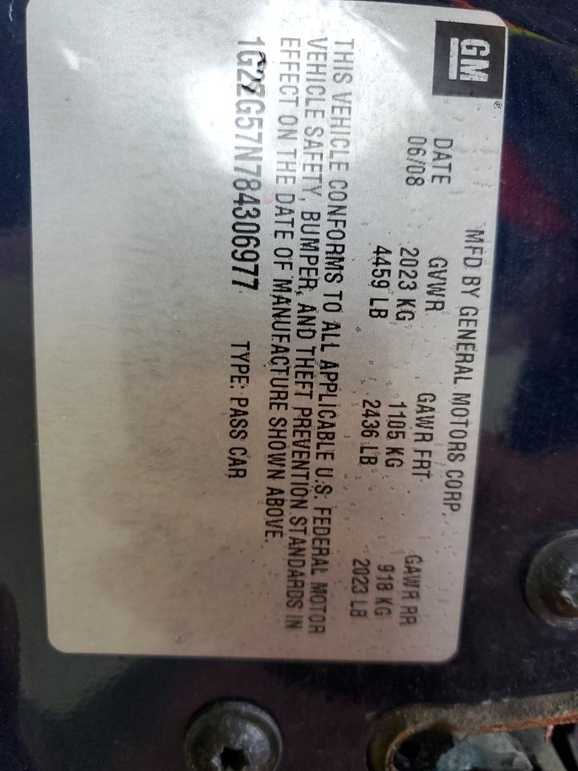 GM
MFD BY GENERAL MOTORS CORP.
DATE GVWR GAWR FRT GAWR RR
06/08 2023 KG 1105 KG 918 KG
4459 LB 2436 LB 2023 LB
THIS VEHICLE CONFORMS TO ALL APPLICABLE U.S. FEDERAL MOTOR
VEHICLE SAFETY, BUMPER, AND THEFT PREVENTION STANDARDS IN
EFFECT ON THE DATE OF MANUFACTURE SHOWN ABOVE.
1G2ZG57N784306977 TYPE: PASS CAR